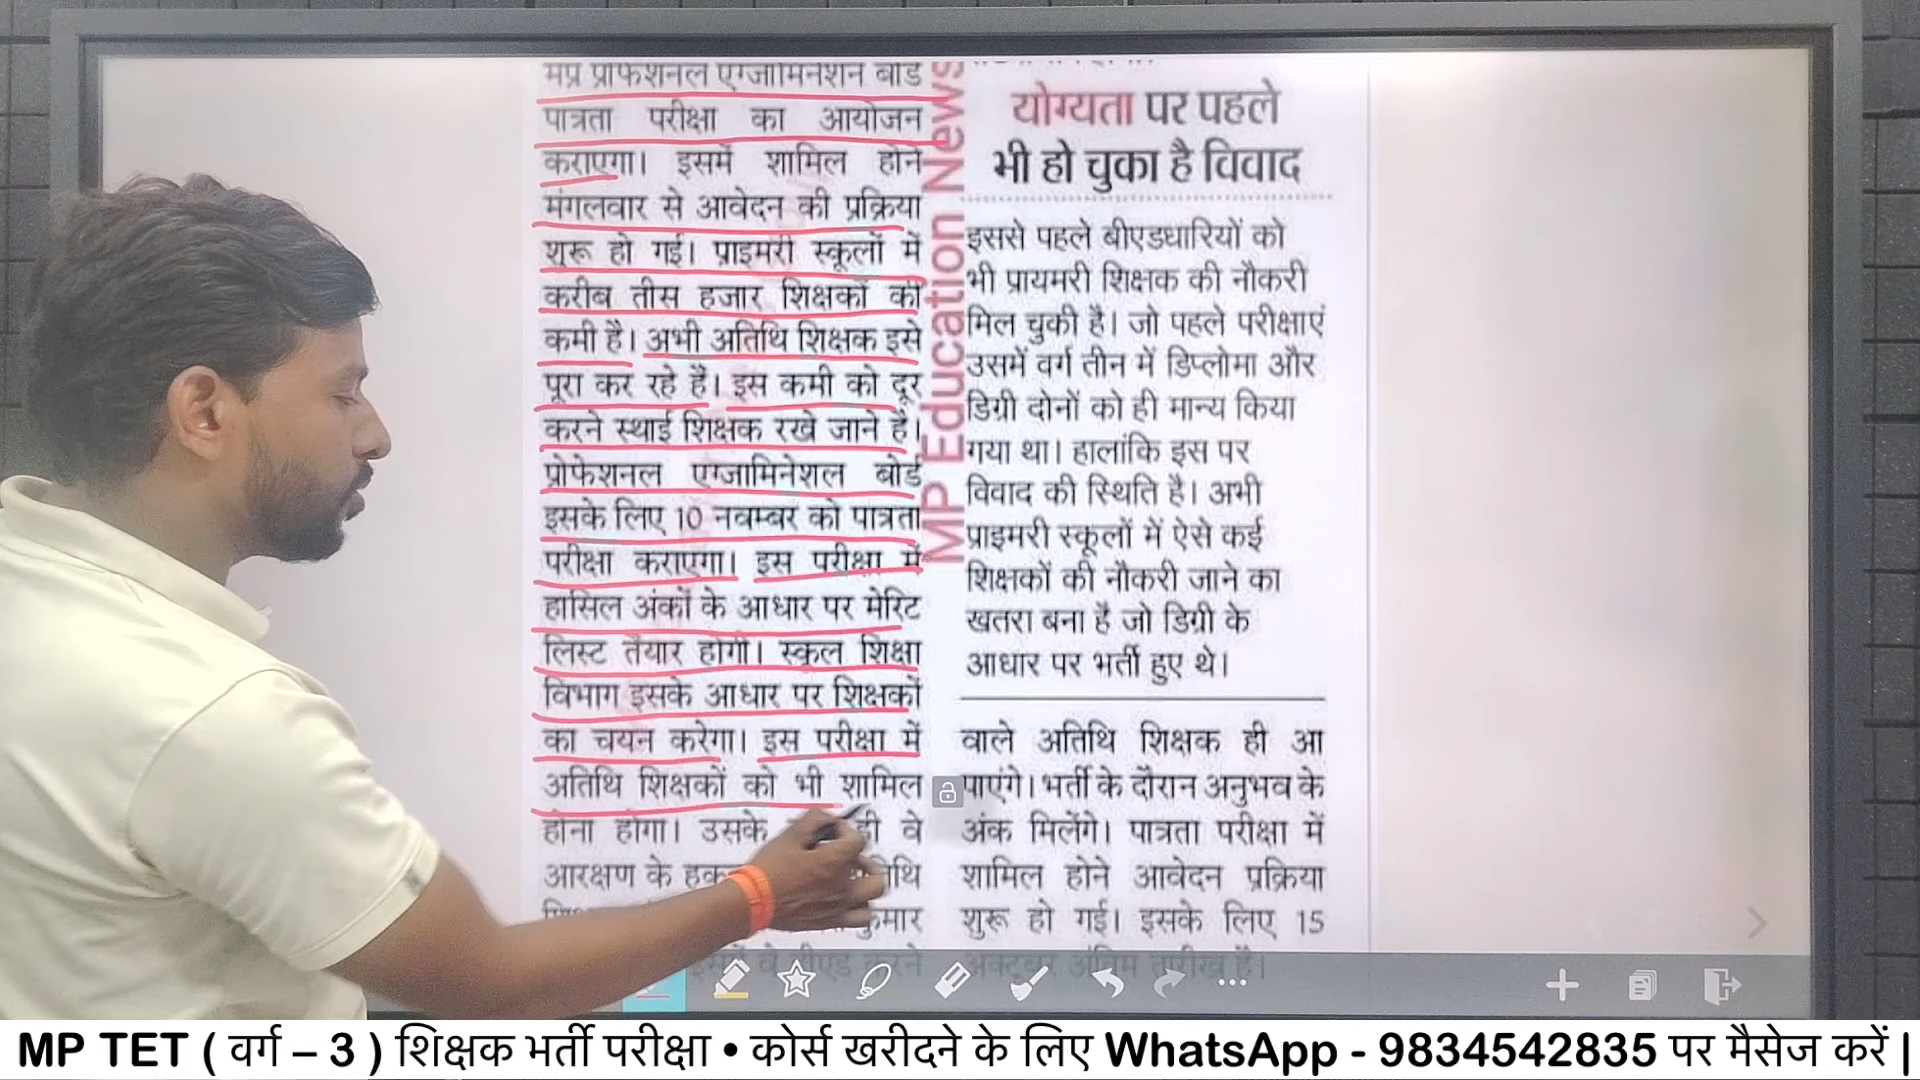 मप्र प्रोफेशनल एग्जामिनेशन बोर्ड
पात्रता परीक्षा का आयोजन
कराएगा। इसमें शामिल होने
मंगलवार से आवेदन की प्रक्रिया
शुरू हो गई। प्राइमरी स्कूलों में
करीब तीस हजार शिक्षकों की
कमी है। अभी अतिथि शिक्षक इसे
पूरा कर रहे है। इस कमी को दूर
करने स्थाई शिक्षक रखे जाने है।
प्रोफेशनल एग्जामिनेशल बोर्ड
इसके लिए 10 नवम्बर को पात्रता
परीक्षा कराएगा। इस परीक्षा में
हासिल अंकों के आधार पर मेरिट
लिस्ट तैयार होगी। स्कूल शिक्षा
विभाग इसके आधार पर शिक्षकों
का चयन करेगा। इस परीक्षा में
अतिथि शिक्षकों को भी शामिल
होना होगा। उसके ही वे
आरक्षण के
कुमार
बीएड करने
MP Education News
योग्यता पर पहले
भी हो चुका है विवाद
इससे पहले बीएडधारियों को
भी प्रायमरी शिक्षक की नौकरी
मिल चुकी है। जो पहले परीक्षाएं
उसमें वर्ग तीन में डिप्लोमा और
डिग्री दोनों को ही मान्य किया
गया था। हालांकि इस पर
विवाद की स्थिति है। अभी
प्राइमरी स्कूलों में ऐसे कई
शिक्षकों की नौकरी जाने का
खतरा बना है जो डिग्री के
आधार पर भर्ती हुए थे।
वाले अतिथि शिक्षक ही आ
पाएंगे। भर्ती के दौरान अनुभव के
अंक मिलेंगे। पात्रता परीक्षा में
शामिल होने आवेदन प्रक्रिया
शुरू हो गई। इसके लिए 15
अक्टूबर अंतिम तारीख है।
MP TET ( वर्ग – 3 ) शिक्षक भर्ती परीक्षा • कोर्स खरीदने के लिए WhatsApp - 9834542835 पर मैसेज करें |